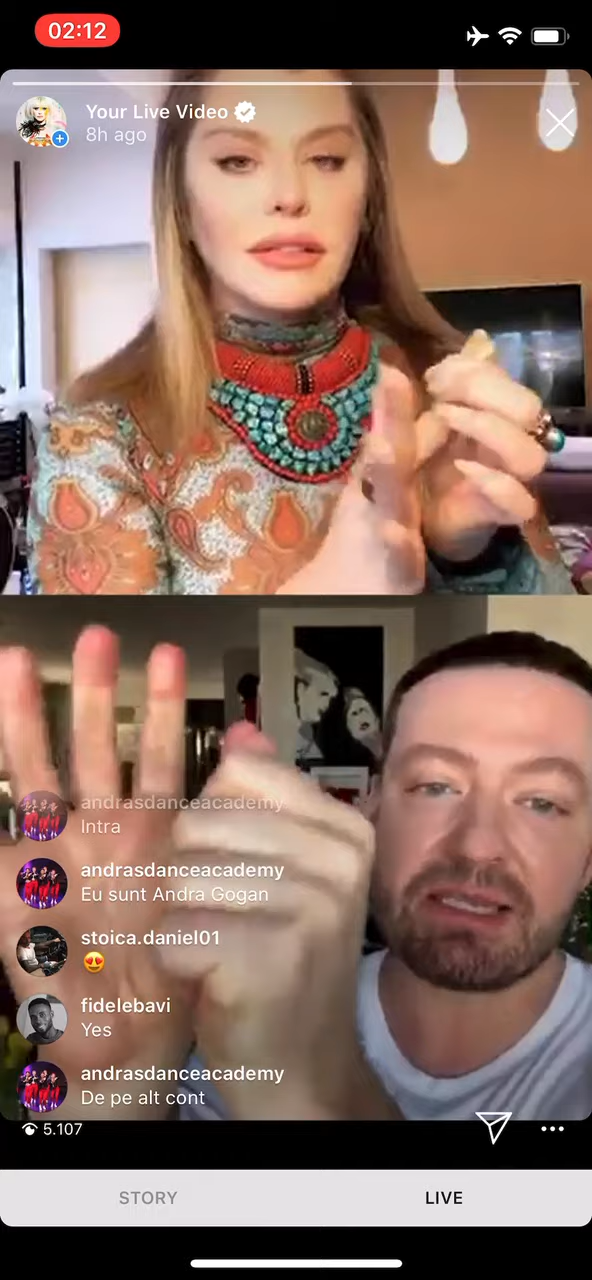 02:12
Your Live Video
8h ago
andrasdanceacademy
Intra
andrasdanceacademy
Eu sunt Andra Gogan
stoica.daniel01
😍
fidelebavi
Yes
andrasdanceacademy
De pe alt cont
5.107
STORY
LIVE